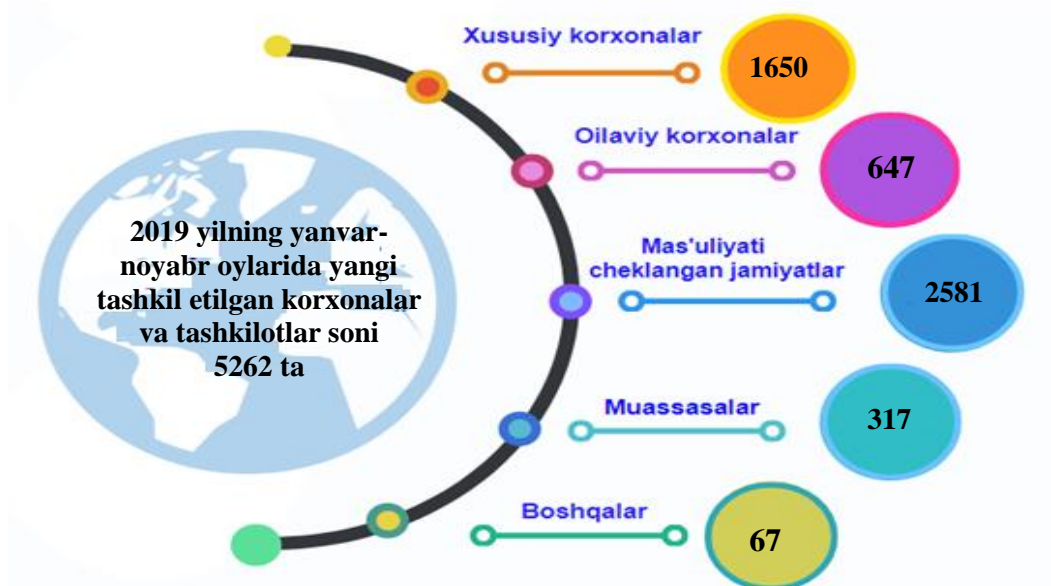 Xususiy korxonalar
1650
Oilaviy korxonalar
647
2019 yilning yanvar-
noyabr oylarida yangi
tashkil etilgan korxonalar
va tashkilotlar soni
5262 ta
Mas'uliyati
cheklangan jamiyatlar
2581
Muassasalar
317
Boshqalar
67